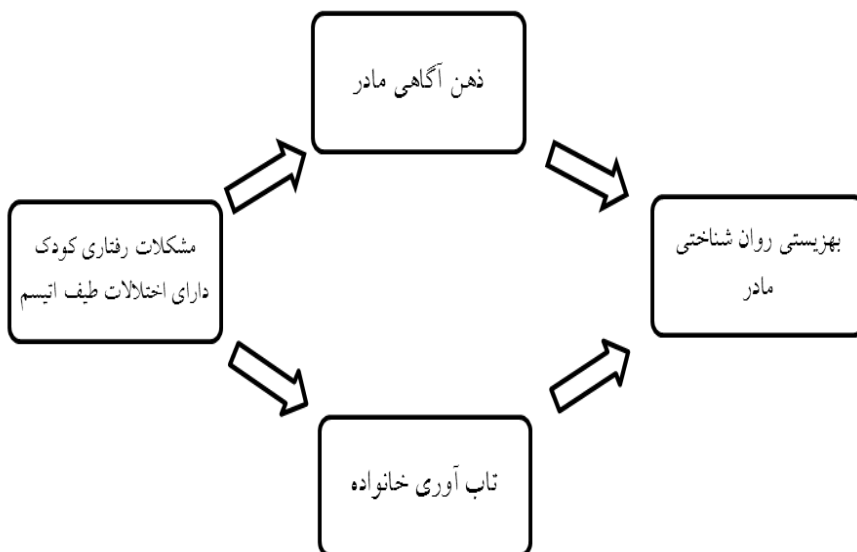 ذهن آگاهی مادر
مشکلات رفتاری کودک
دارای اختلالات طیف اتیسم
بهزیستی روان شناختی
مادر
تاب آوری خانواده